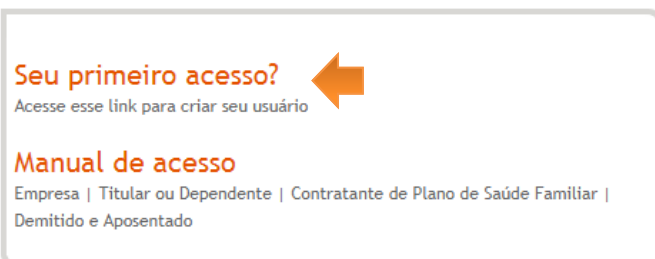 Seu primeiro acesso?
Acesse esse link para criar seu usuário
Manual de acesso
Empresa | Titular ou Dependente | Contratante de Plano de Saúde Familiar |
Demitido e Aposentado